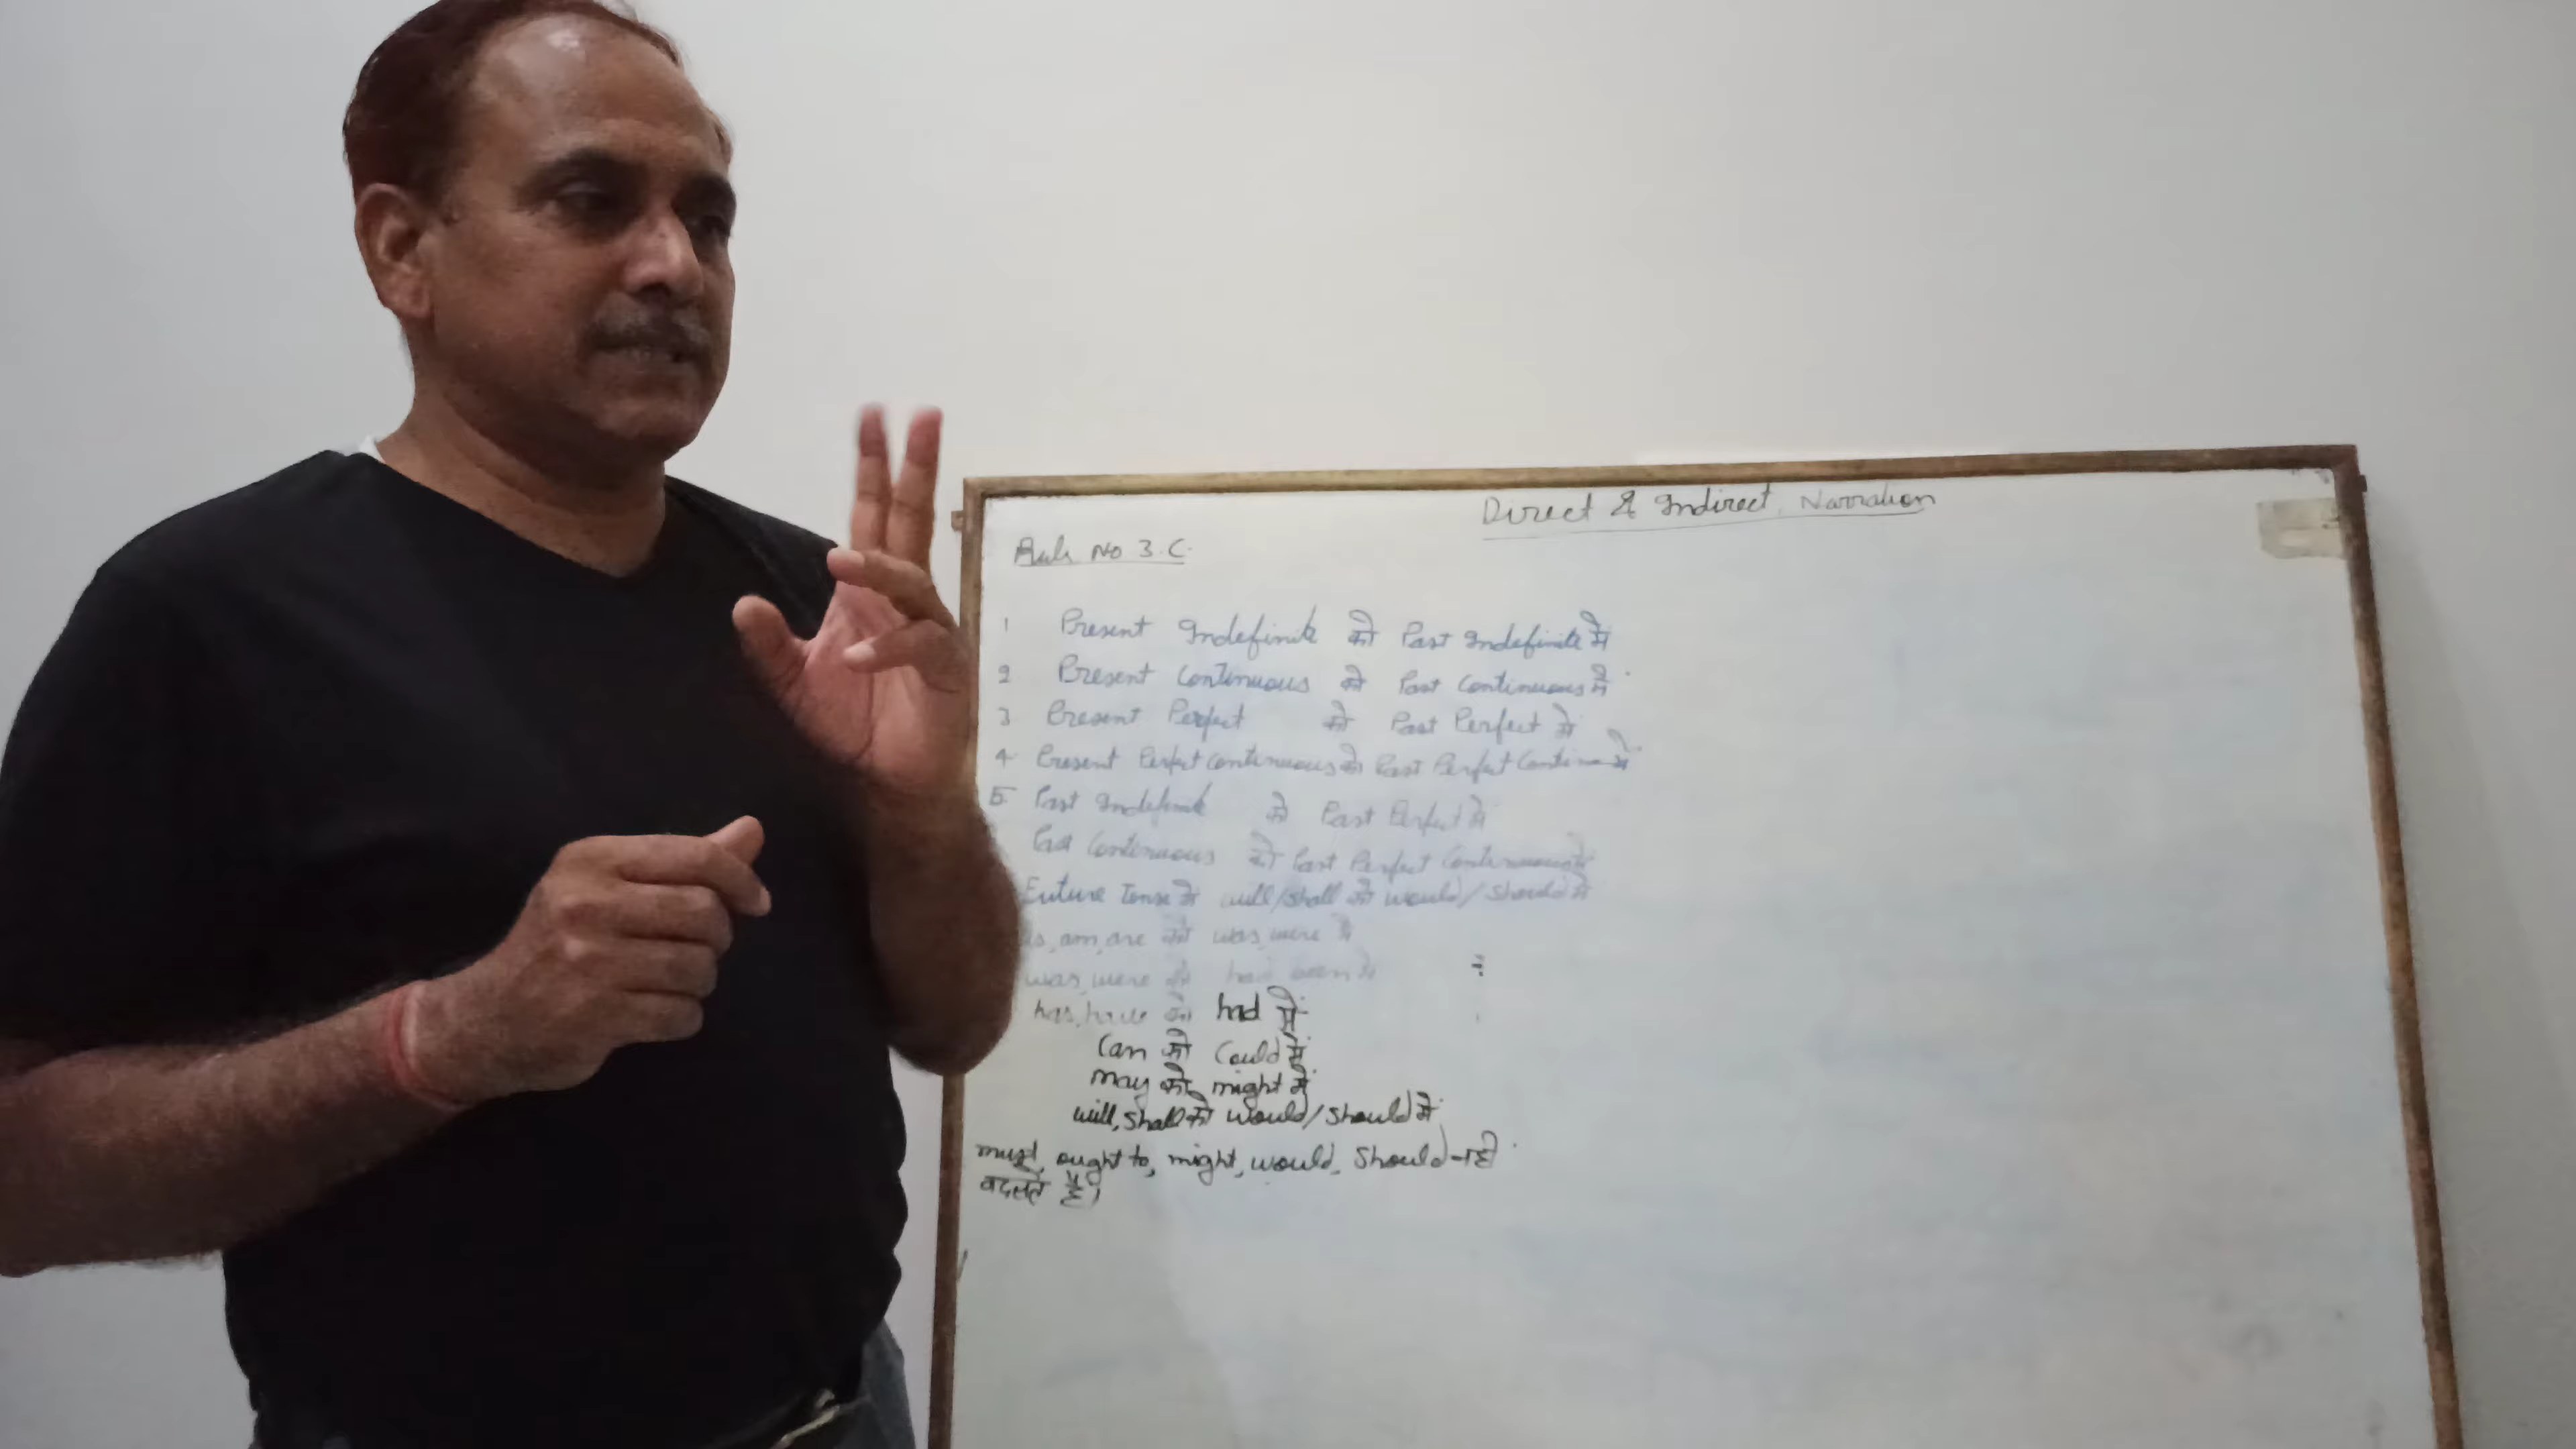 Direct & Indirect Narration
Rule No 3.C.
1 Present Indefinite को Past Indefinite में
2 Present Continuous को Past Continuous में
3 Present Perfect को Past Perfect में
4 Present Perfect Continuous को Past Perfect Continuous में
5 Past Indefinite को Past Perfect में
Past Continuous को Past Perfect Continuous में
Future Tense में will/shall को would/should में
is, am, are को was, were में
was, were को had been में
has, have को had में
Can को Could में
may को might में
will, shall को would/should में
must, ought to, might, would, should नही
बदलते है।